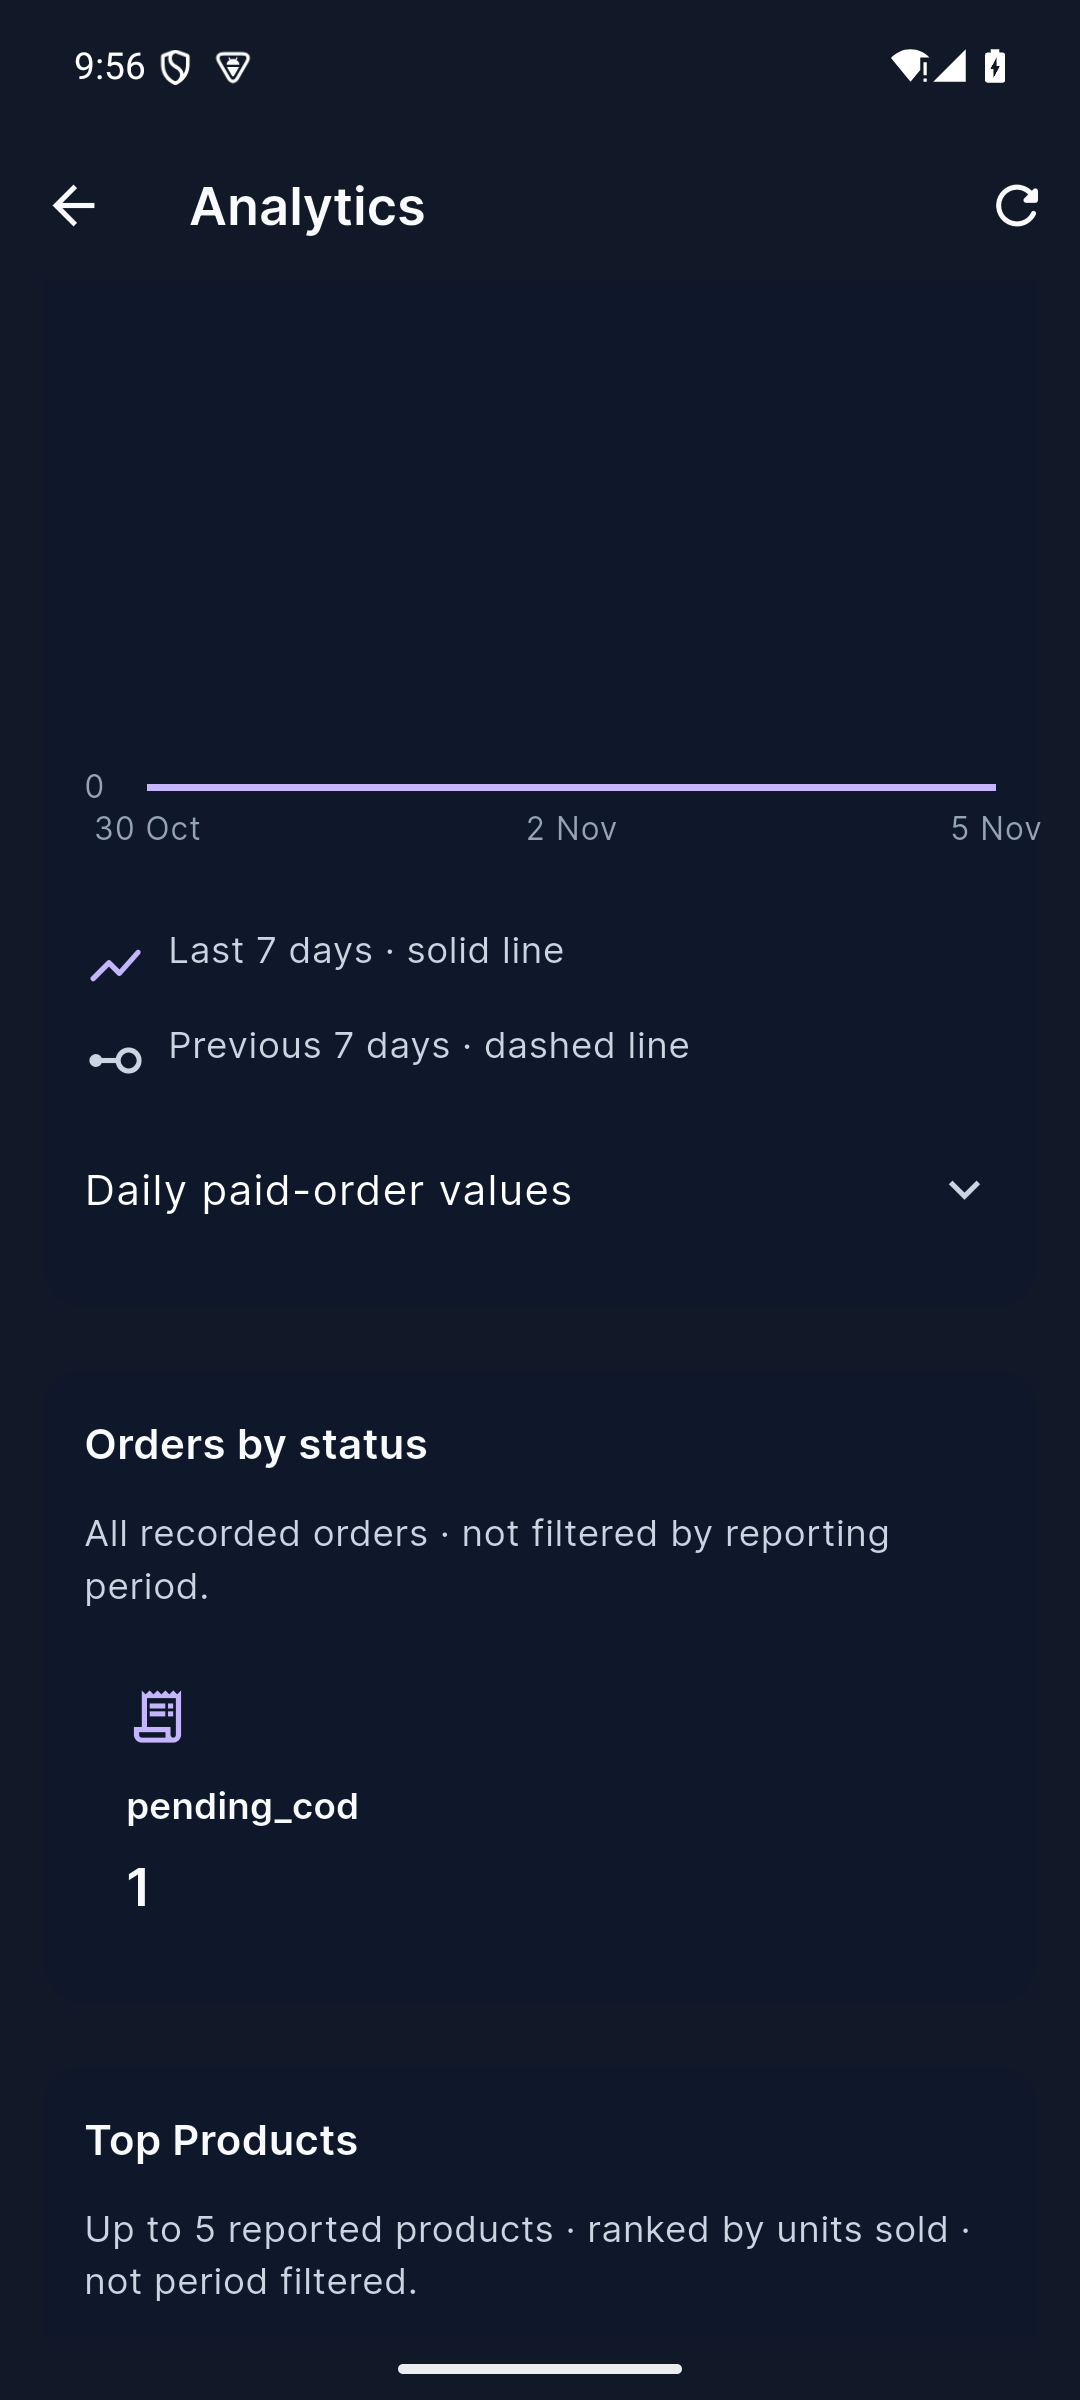 9:56
Analytics
0
30 Oct 2 Nov 5 Nov
Last 7 days · solid line
Previous 7 days · dashed line
Daily paid-order values
Orders by status
All recorded orders · not filtered by reporting
period.
pending_cod
1
Top Products
Up to 5 reported products · ranked by units sold ·
not period filtered.